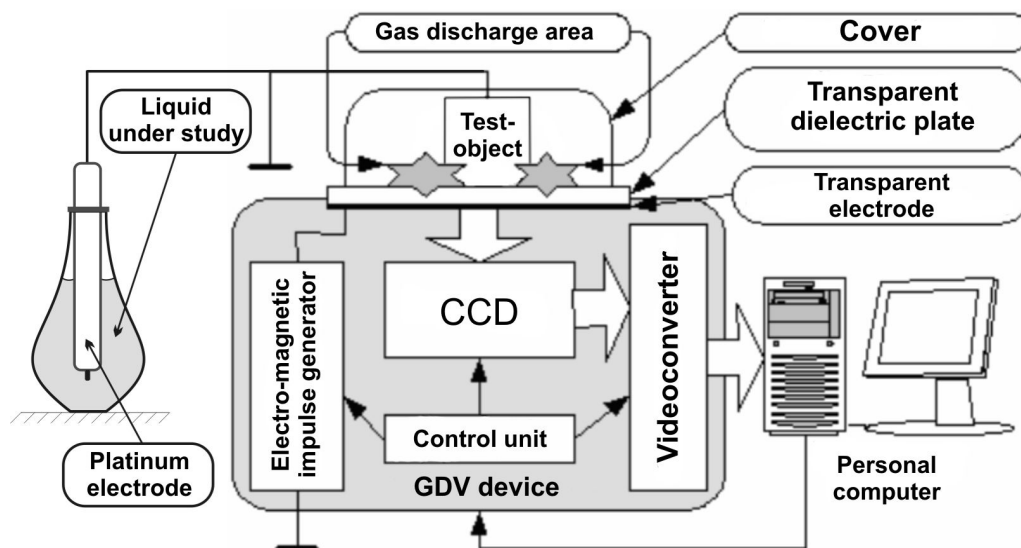 Gas discharge area
Cover
Liquid
under study
Test-
object
Transparent
dielectric plate
Transparent
electrode
Electro-magnetic
impulse generator
CCD
Videoconverter
Control unit
Platinum
electrode
GDV device
Personal
computer